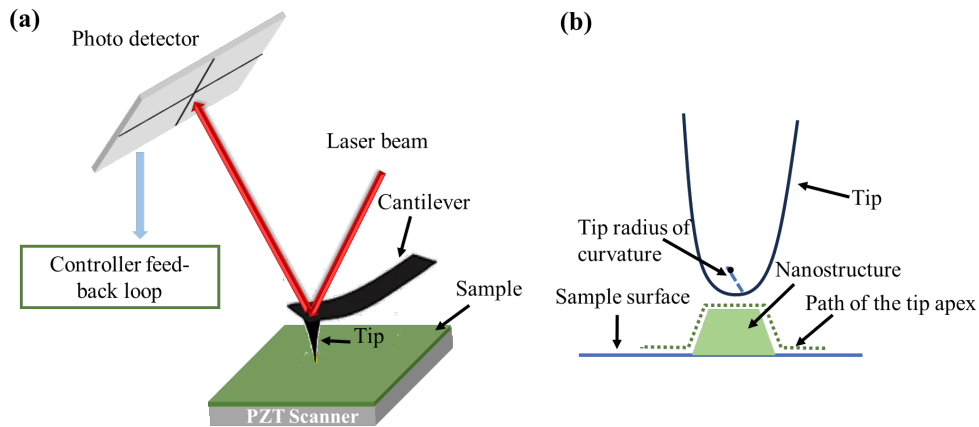 (a)
Photo detector
Laser beam
Cantilever
Controller feed-
back loop
Sample
Tip
PZT Scanner
(b)
Tip
Tip radius of
curvature
Nanostructure
Sample surface
Path of the tip apex